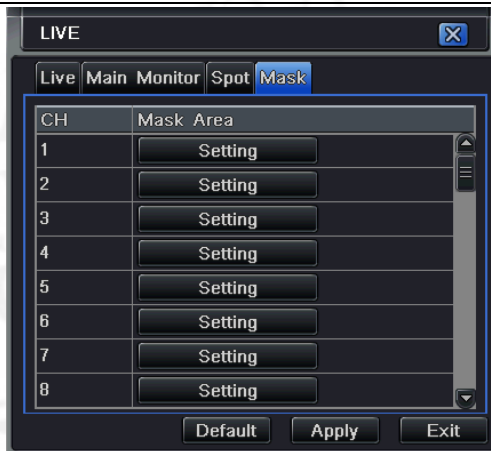 LIVE
Live Main Monitor Spot Mask
CH Mask Area
1 Setting
2 Setting
3 Setting
4 Setting
5 Setting
6 Setting
7 Setting
8 Setting
Default Apply Exit